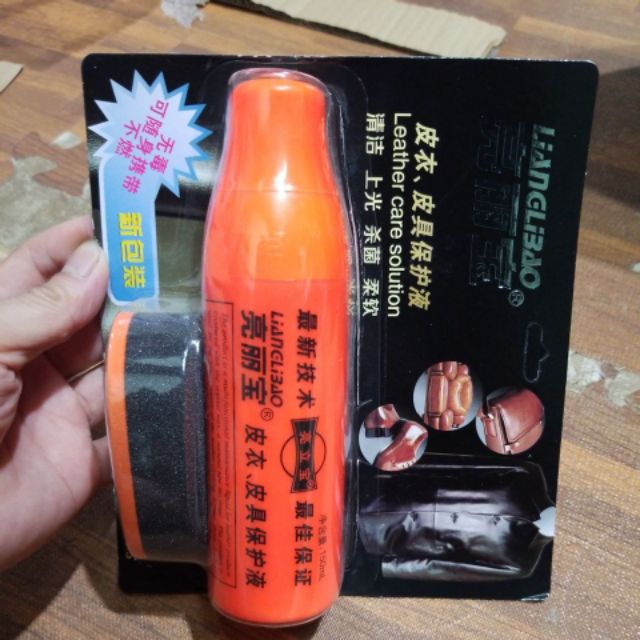 LiANGLiBAO
亮丽宝®
皮衣、皮具保护液
Leather care solution
清洁 上光 杀菌 柔软
无毒不燃
可随身携带
新包装
最新技术
LiANGLiBAO
亮丽宝®
皮衣、皮具保护液
最佳保证
净含量:150mL